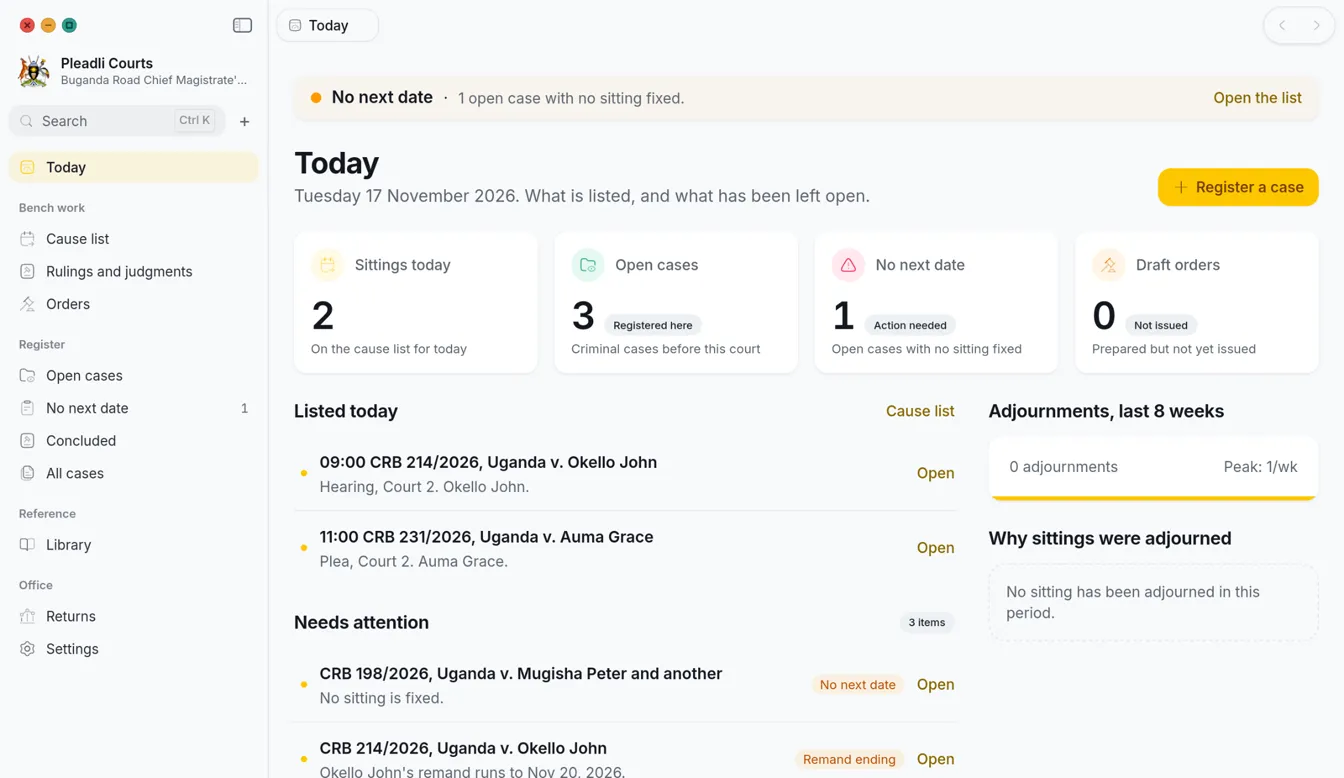 Today
Pleadli Courts
Buganda Road Chief Magistrate'...
Search Ctrl K +
Today
Bench work
Cause list
Rulings and judgments
Orders
Register
Open cases
No next date 1
Concluded
All cases
Reference
Library
Office
Returns
Settings
No next date · 1 open case with no sitting fixed. Open the list
Today
Tuesday 17 November 2026. What is listed, and what has been left open.
+ Register a case
Sittings today
2
On the cause list for today
Open cases
3 Registered here
Criminal cases before this court
No next date
1 Action needed
Open cases with no sitting fixed
Draft orders
0 Not issued
Prepared but not yet issued
Listed today Cause list
09:00 CRB 214/2026, Uganda v. Okello John
Hearing, Court 2. Okello John.
Open
11:00 CRB 231/2026, Uganda v. Auma Grace
Plea, Court 2. Auma Grace.
Open
Needs attention 3 items
CRB 198/2026, Uganda v. Mugisha Peter and another
No sitting is fixed.
No next date Open
CRB 214/2026, Uganda v. Okello John
Okello John's remand runs to Nov 20, 2026.
Remand ending Open
Adjournments, last 8 weeks
0 adjournments Peak: 1/wk
Why sittings were adjourned
No sitting has been adjourned in this
period.